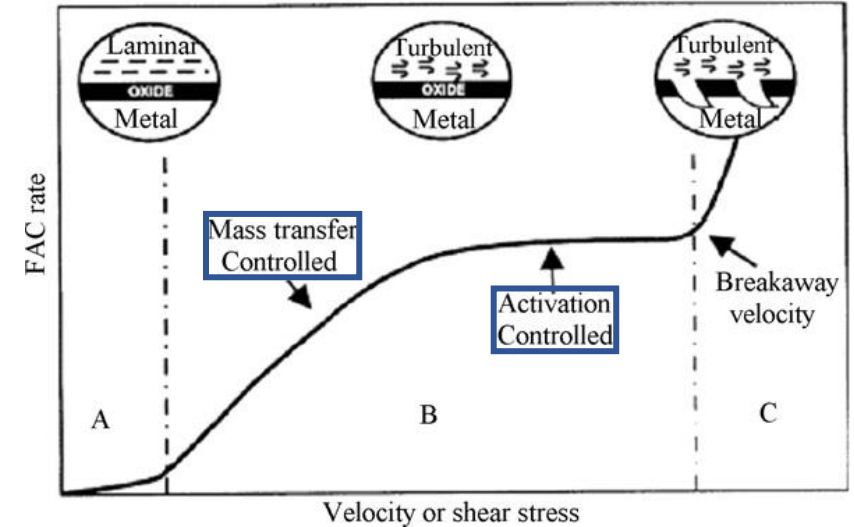 Laminar
OXIDE
Metal
Turbulent
OXIDE
Metal
Turbulent
Metal
Mass transfer
Controlled
Activation
Controlled
Breakaway
velocity
A
B
C
FAC rate
Velocity or shear stress